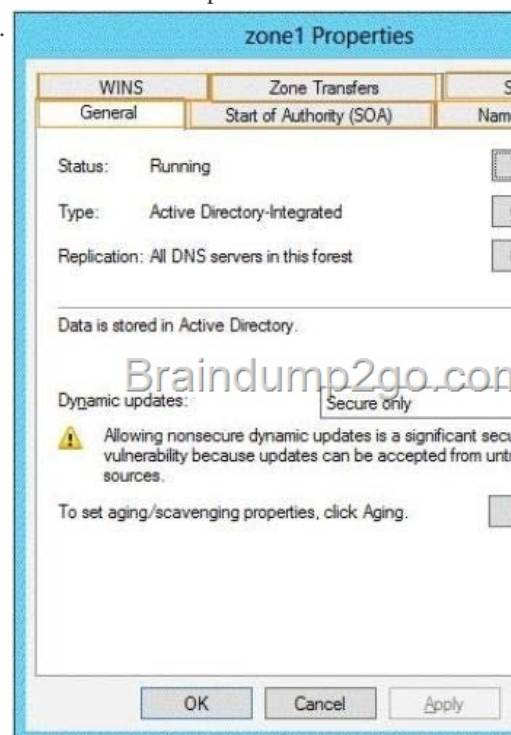 zone1 Properties
WINS
Zone Transfers
General
Start of Authority (SOA)
Status: Running
Type: Active Directory-Integrated
Replication: All DNS servers in this forest
Data is stored in Active Directory.
Braindump2go.com
Dynamic updates: Secure only
Allowing nonsecure dynamic updates is a significant
vulnerability because updates can be accepted from
sources.
To set aging/scavenging properties, click Aging.
OK Cancel Apply